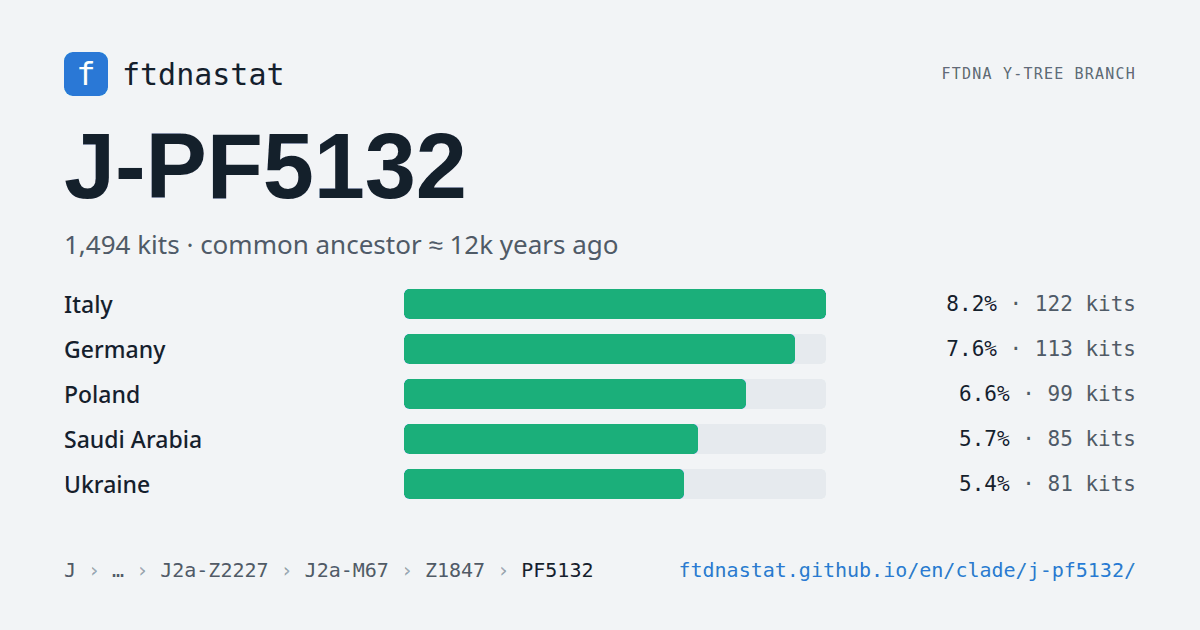 f ftdnastat
FTDNA Y-TREE BRANCH
J-PF5132
1,494 kits · common ancestor ≈ 12k years ago
Italy 8.2% · 122 kits
Germany 7.6% · 113 kits
Poland 6.6% · 99 kits
Saudi Arabia 5.7% · 85 kits
Ukraine 5.4% · 81 kits
J › … › J2a-Z2227 › J2a-M67 › Z1847 › PF5132
ftdnastat.github.io/en/clade/j-pf5132/